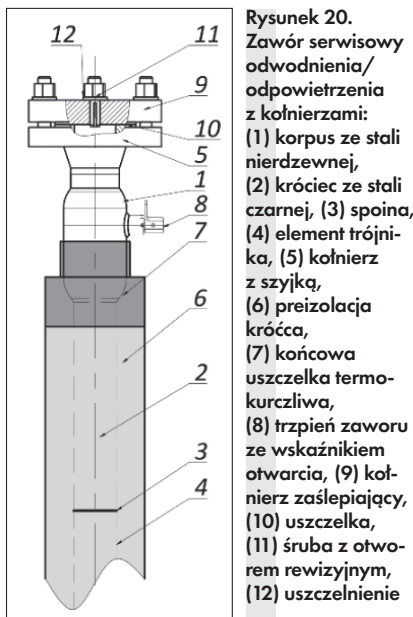 12
11
9
10
5
1
8
7
6
2
3
4
Rysunek 20.
Zawór serwisowy
odwodnienia/
odpowietrzenia
z kołnierzami:
(1) korpus ze stali
nierdzewnej,
(2) króciec ze stali
czarnej, (3) spoina,
(4) element trójni-
ka, (5) kołnierz
z szyjką,
(6) preizolacja
króćca,
(7) końcowa
uszczelka termo-
kurczliwa,
(8) trzpień zaworu
ze wskaźnikiem
otwarcia, (9) koł-
nierz zaślepiający,
(10) uszczelka,
(11) śruba z otwo-
rem rewizyjnym,
(12) uszczelnienie